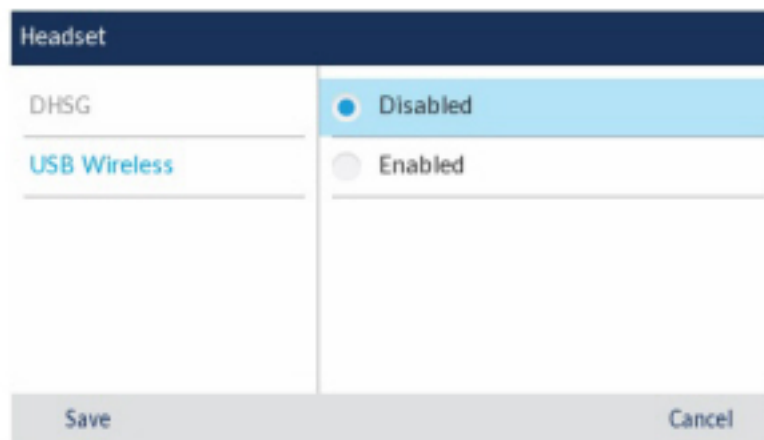 Headset
DHSG
Disabled
USB Wireless
Enabled
Save
Cancel